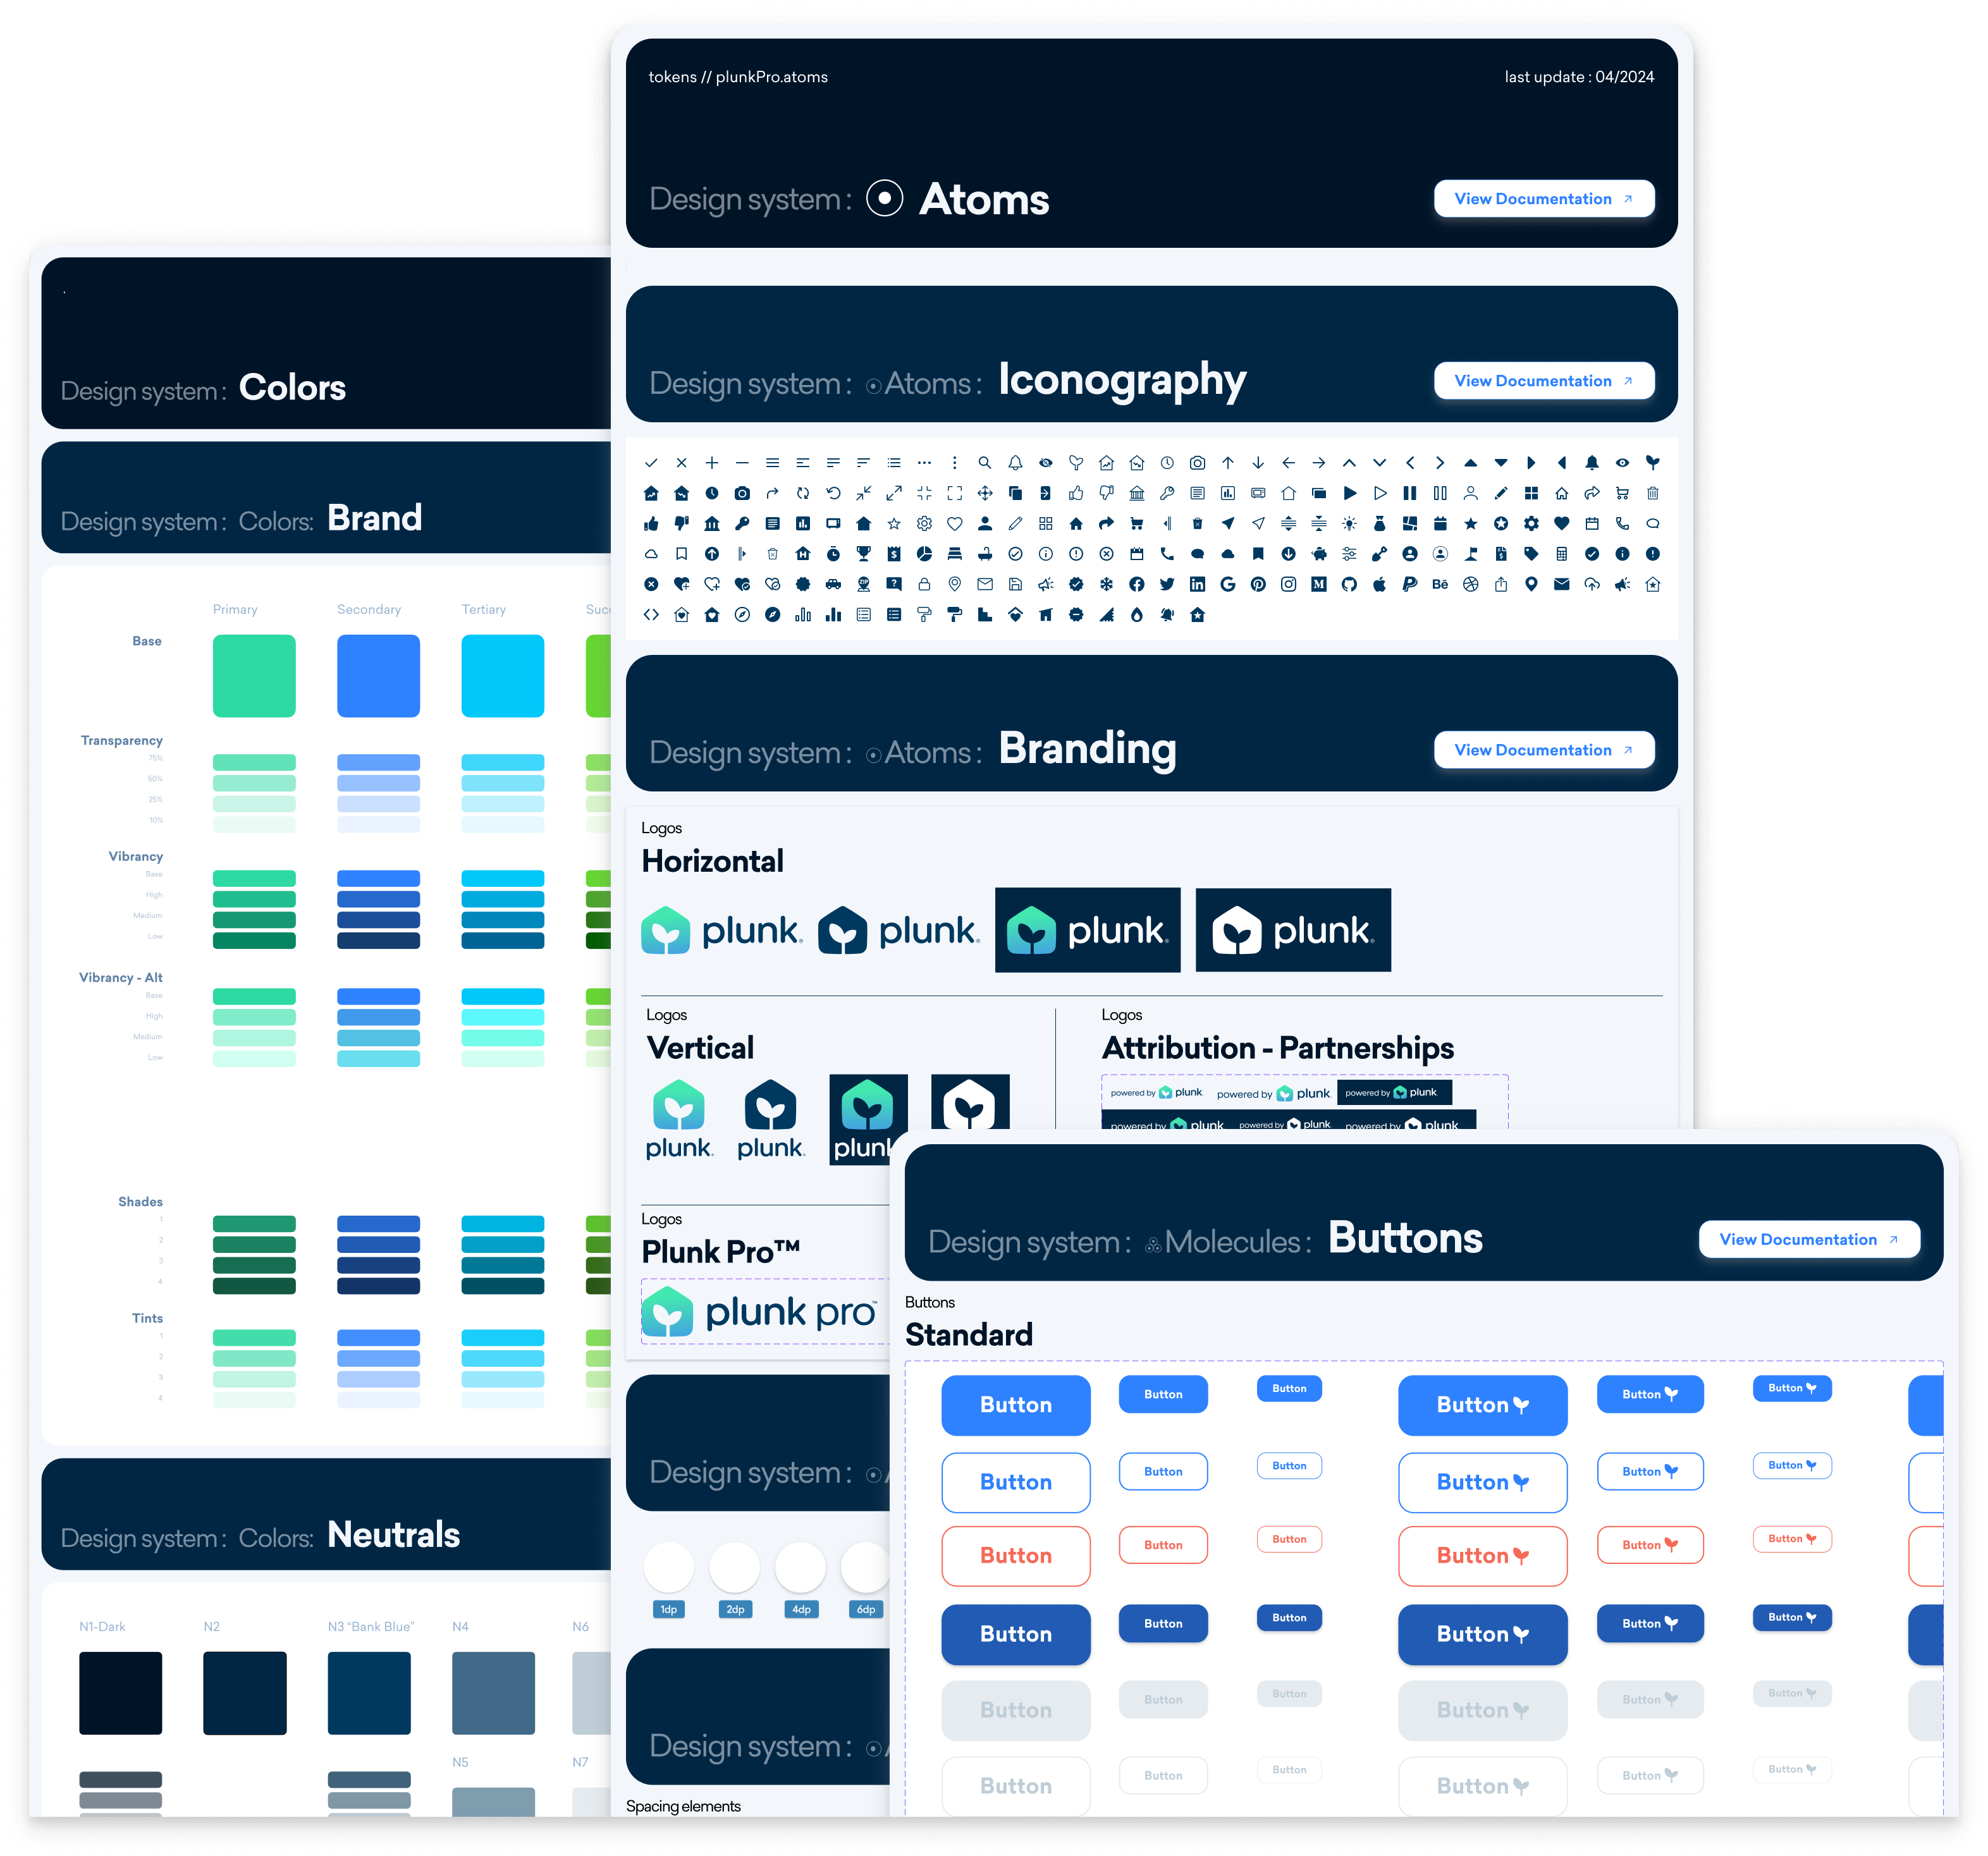 tokens // plunkPro.atoms
last update : 04/2024
Design system :
Atoms
View Documentation
Design system : Atoms : Iconography
View Documentation
Design system : Atoms : Branding
View Documentation
Logos
Horizontal
plunk®
plunk®
plunk®
plunk®
Logos
Vertical
plunk
plunk
plunk
Logos
Attribution - Partnerships
powered by plunk
powered by plunk
powered by plunk
powered by plunk
powered by plunk
powered by plunk
Logos
Plunk Pro™
plunk pro™
Design system :
1dp
2dp
4dp
6dp
Design system :
Spacing elements
Design system : Colors
Design system : Colors: Brand
Primary
Secondary
Tertiary
Suc
Base
Transparency
75%
50%
25%
10%
Vibrancy
Base
High
Medium
Low
Vibrancy - Alt
Base
High
Medium
Low
Shades
1
2
3
4
Tints
1
2
3
4
Design system : Colors: Neutrals
N1-Dark
N2
N3 “Bank Blue”
N4
N6
N5
N7
Design system : Molecules : Buttons
View Documentation
Buttons
Standard
Button Button Button Button Button Button
Button Button Button Button Button Button
Button Button Button Button Button Button
Button Button Button Button Button Button
Button Button Button Button Button Button
Button Button Button Button Button Button